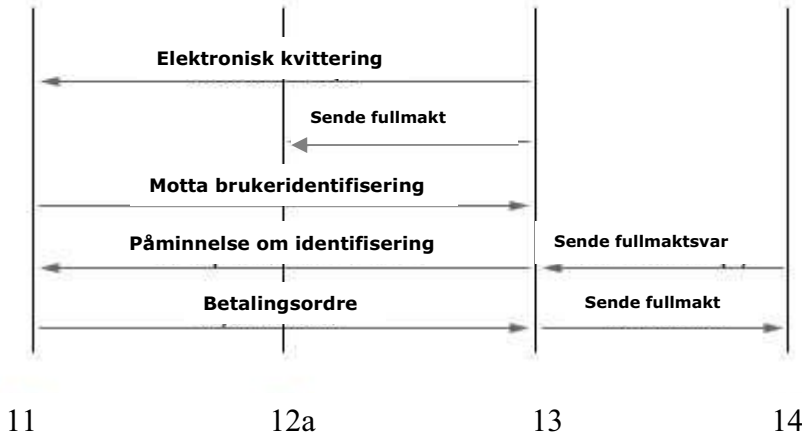 Elektronisk kvittering
Sende fullmakt
Motta brukeridentifisering
Påminnelse om identifisering
Sende fullmaktsvar
Betalingsordre
Sende fullmakt
11 12a 13 14